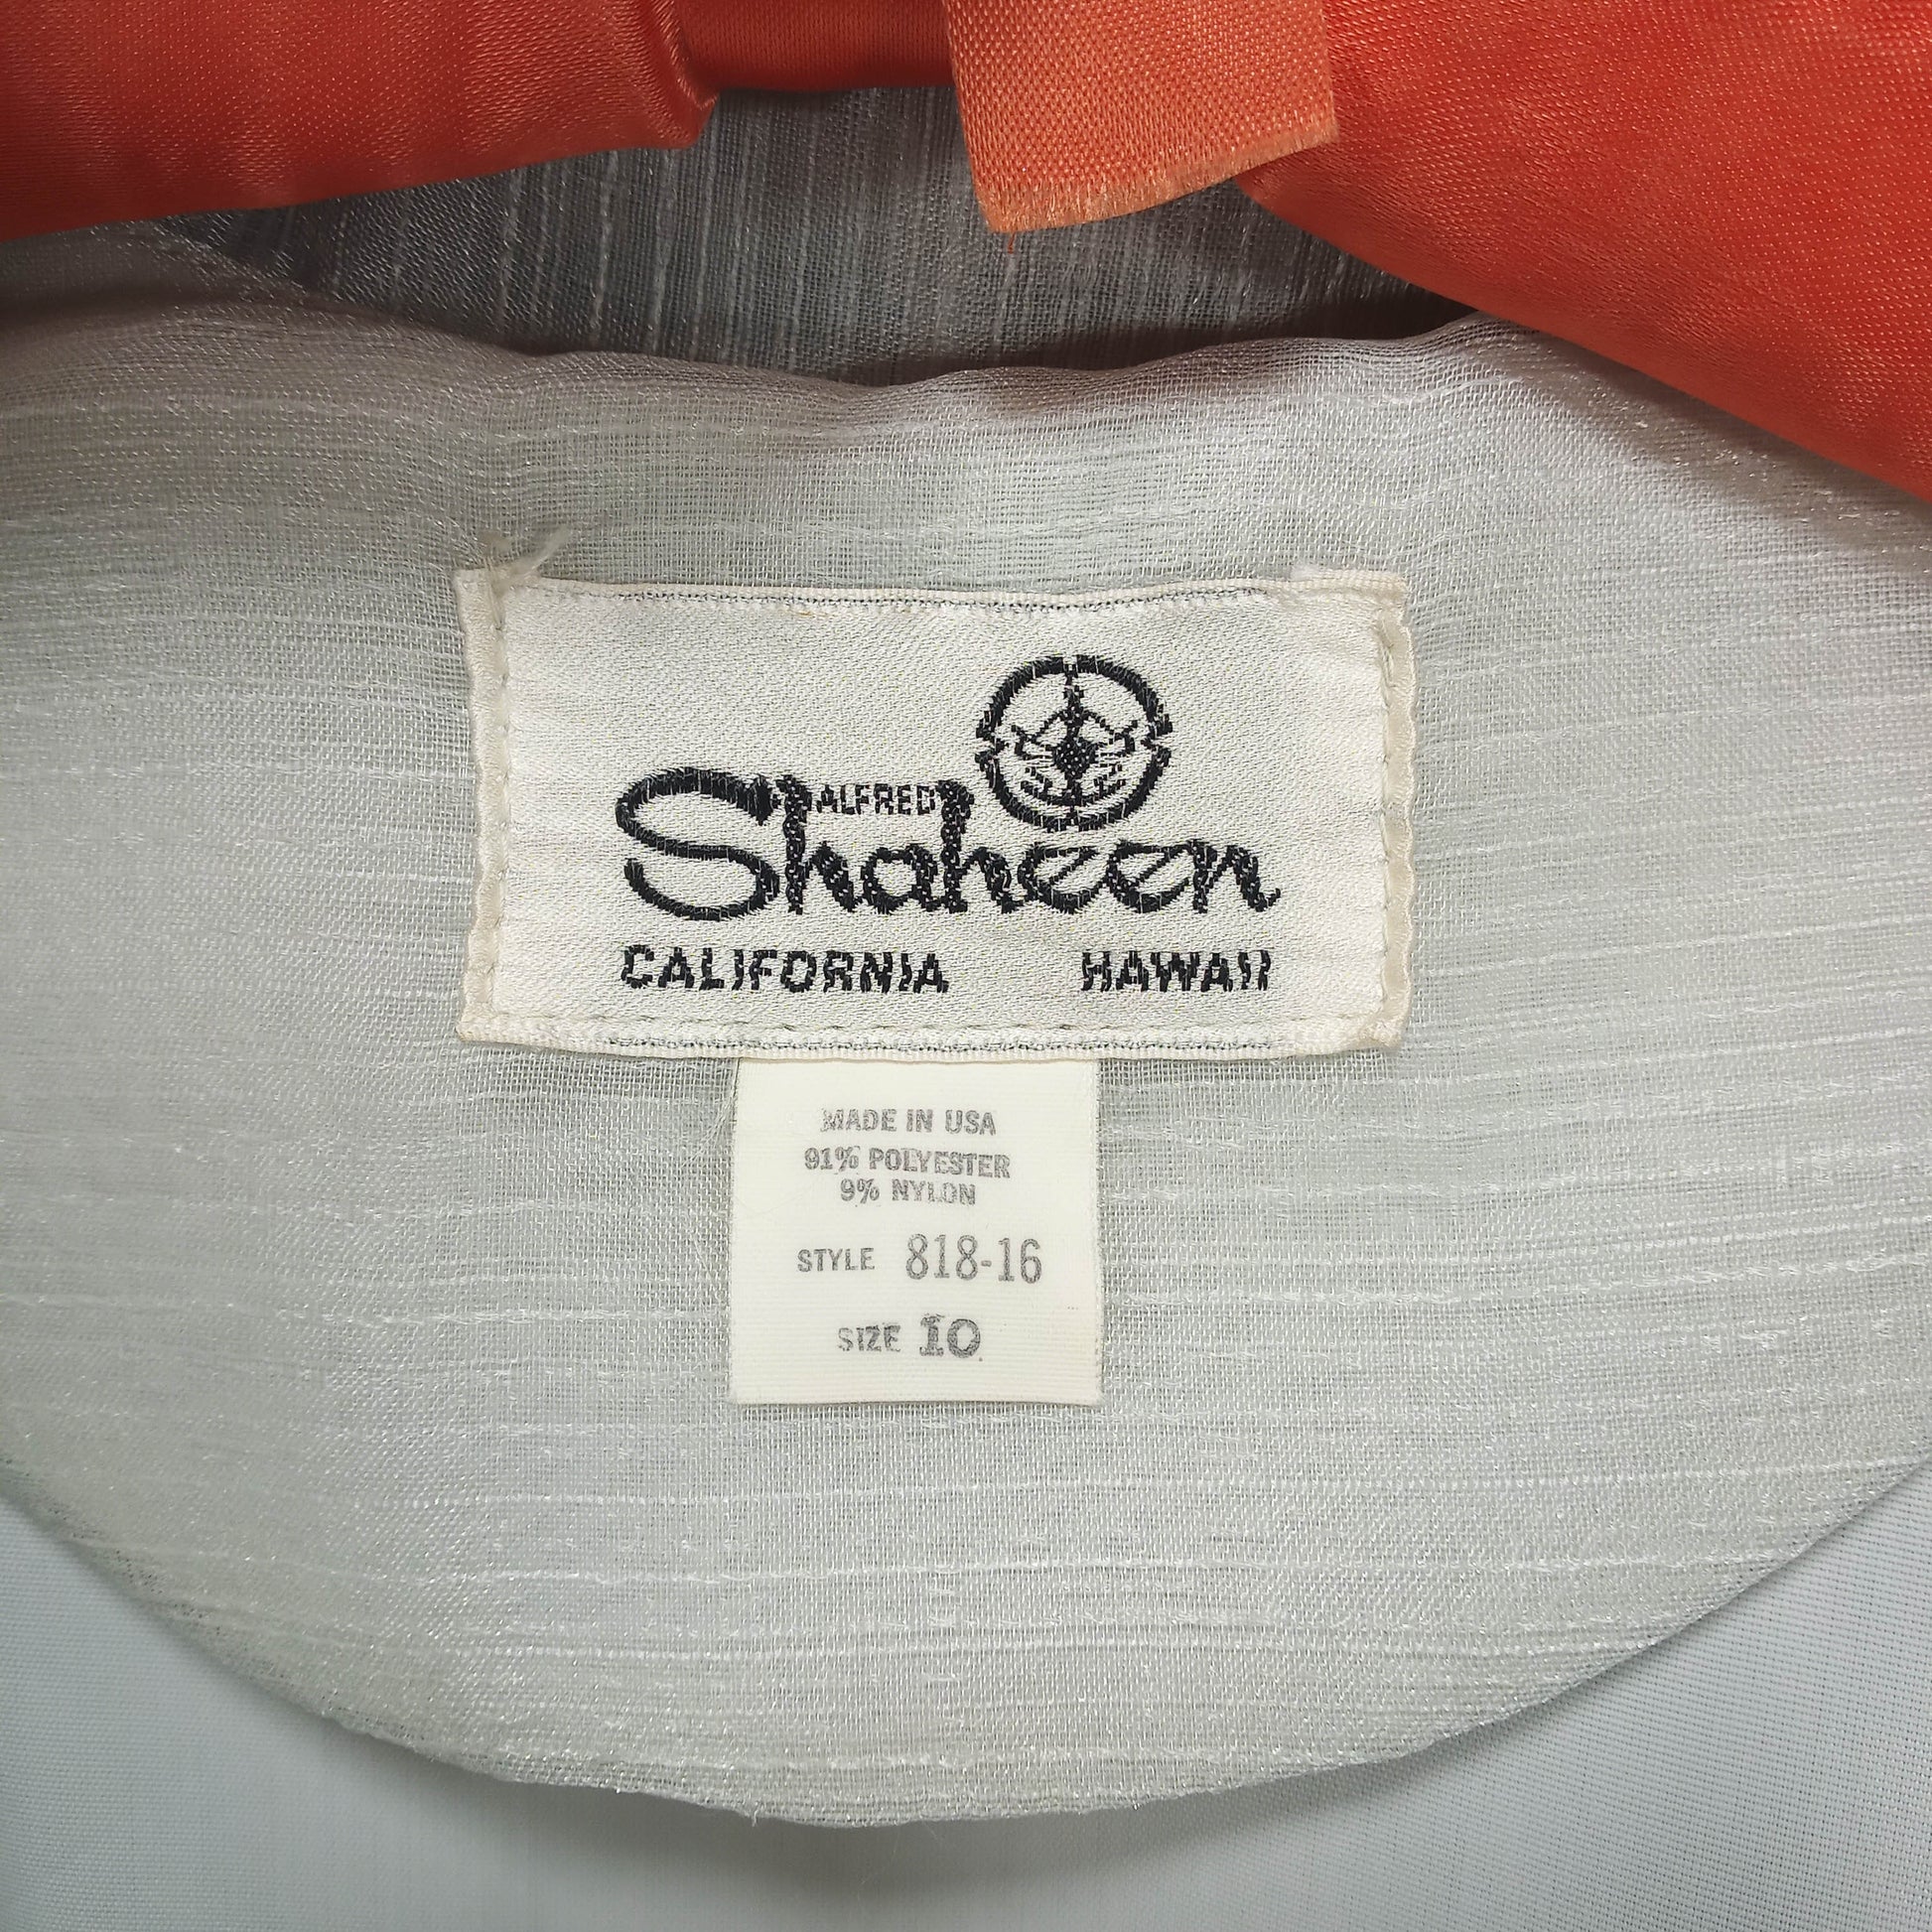 ALFRED
Shaheen
CALIFORNIA HAWAII
MADE IN USA
91% POLYESTER
9% NYLON
STYLE 818-16
SIZE 10